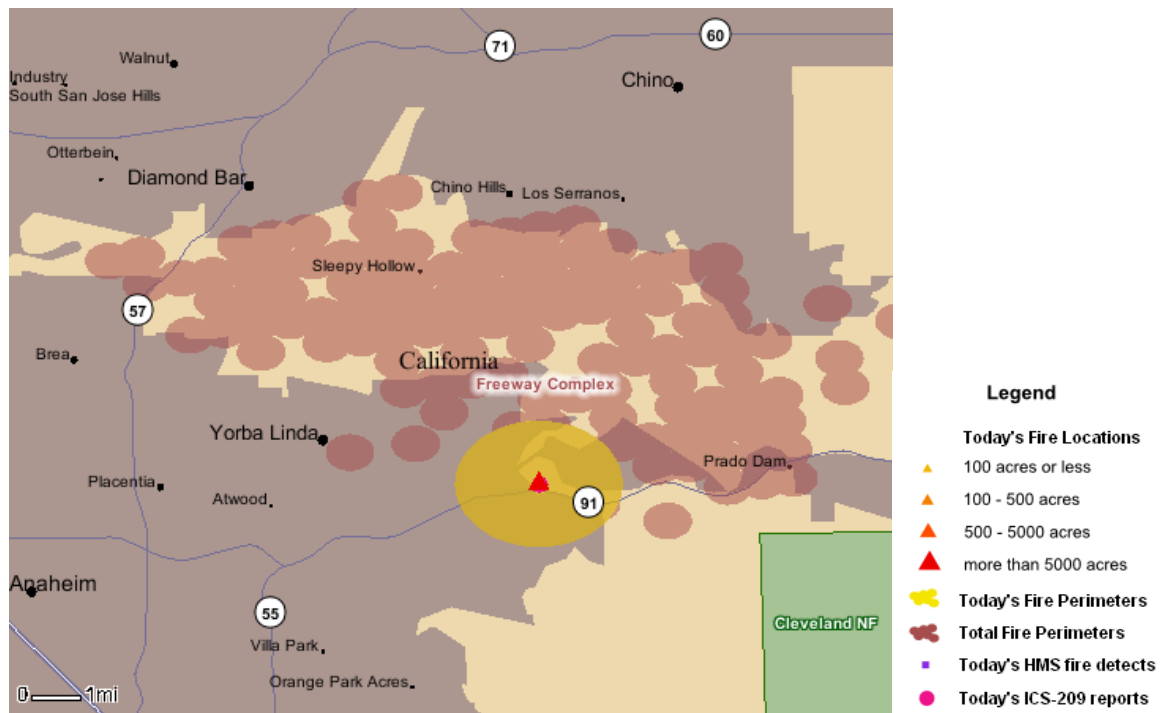 71
60
Walnut
Industry
South San Jose Hills
Chino
Otterbein
Diamond Bar
Chino Hills
Los Serranos
Sleepy Hollow
57
Brea
California
Freeway Complex
Yorba Linda
Prado Dam
Placentia
Atwood
91
Anaheim
55
Cleveland NF
Villa Park
Orange Park Acres
0 1mi
Legend
Today's Fire Locations
100 acres or less
100 - 500 acres
500 - 5000 acres
more than 5000 acres
Today's Fire Perimeters
Total Fire Perimeters
Today's HMS fire detects
Today's ICS-209 reports